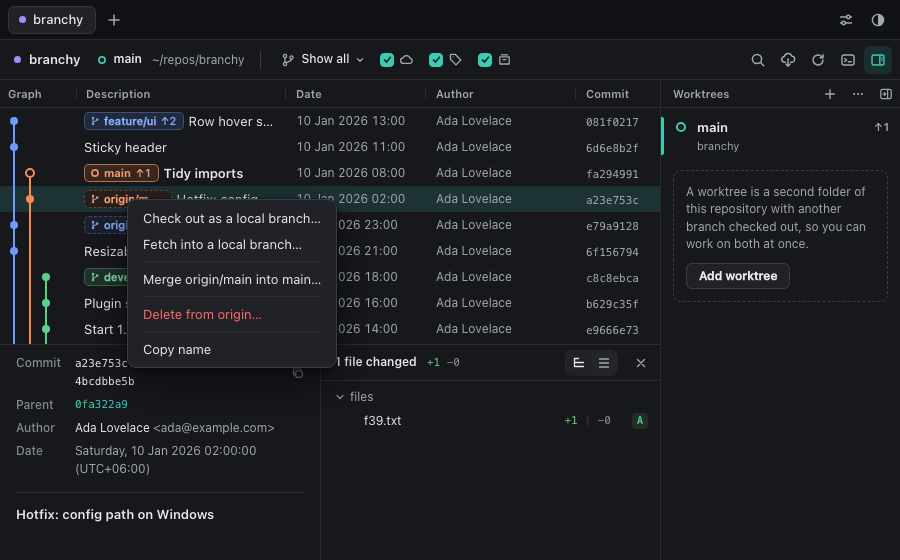 branchy
branchy main ~/repos/branchy Show all
Graph Description Date Author Commit
feature/ui ↑2 Row hover s... 10 Jan 2026 13:00 Ada Lovelace 081f0217
Sticky header 10 Jan 2026 11:00 Ada Lovelace 6d6e8b2f
main ↑1 Tidy imports 10 Jan 2026 08:00 Ada Lovelace fa294991
10 Jan 2026 02:00 Ada Lovelace a23e753c
026 23:00 Ada Lovelace e79a9128
026 21:00 Ada Lovelace 6f156794
026 18:00 Ada Lovelace c8c8ebca
Plugin 026 16:00 Ada Lovelace b629c35f
Start 1. 026 14:00 Ada Lovelace e9666e73
Check out as a local branch...
Fetch into a local branch...
Merge origin/main into main...
Delete from origin...
Copy name
Commit a23e753c
4bcdbbe5b
Parent 0fa322a9
Author Ada Lovelace <ada@example.com>
Date Saturday, 10 Jan 2026 02:00:00
(UTC+06:00)
Hotfix: config path on Windows
1 file changed +1 −0
files
f39.txt +1 −0 A
Worktrees
main ↑1
branchy
A worktree is a second folder of
this repository with another
branch checked out, so you can
work on both at once.
Add worktree